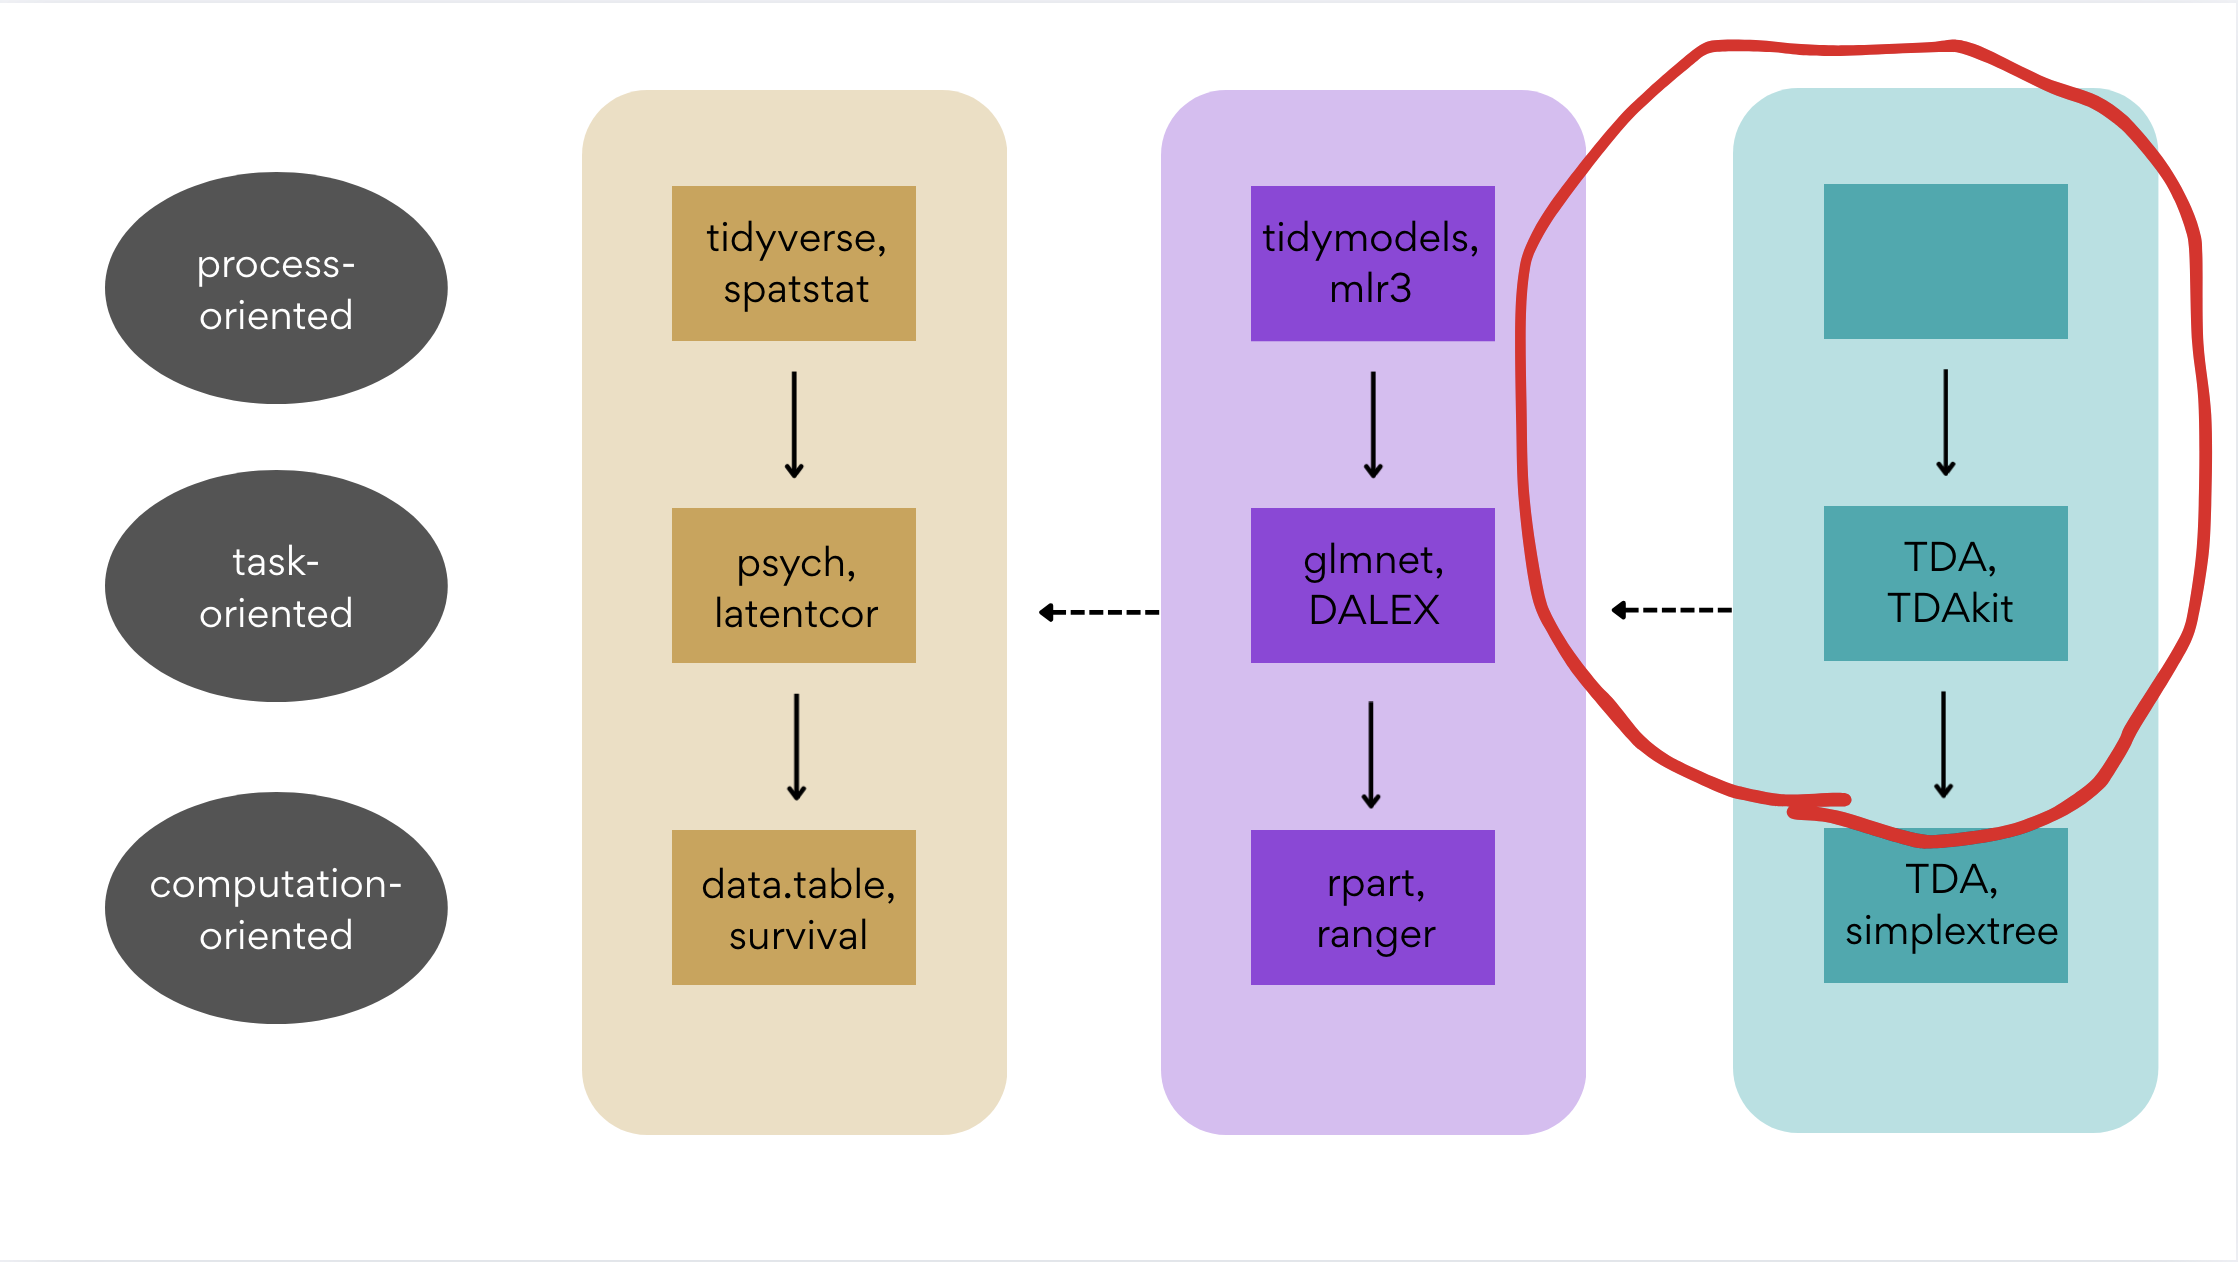 process-
oriented
tidyverse,
spatstat
tidymodels,
mlr3
task-
oriented
psych,
latentcor
glmnet,
DALEX
TDA,
TDAkit
computation-
oriented
data.table,
survival
rpart,
ranger
TDA,
simplextree